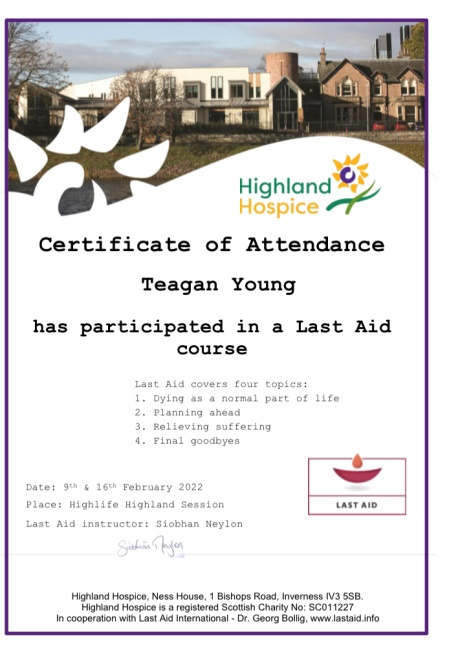 Highland
Hospice
Certificate of Attendance
Teagan Young
has participated in a Last Aid
course
Last Aid covers four topics:
1. Dying as a normal part of life
2. Planning ahead
3. Relieving suffering
4. Final goodbyes
Date: 9th & 16th February 2022
Place: Highlife Highland Session
Last Aid instructor: Siobhan Neylon
Siobhan Neylon
LAST AID
Highland Hospice, Ness House, 1 Bishops Road, Inverness IV3 5SB.
Highland Hospice is a registered Scottish Charity No: SC011227
In cooperation with Last Aid International - Dr. Georg Bollig, www.lastaid.info